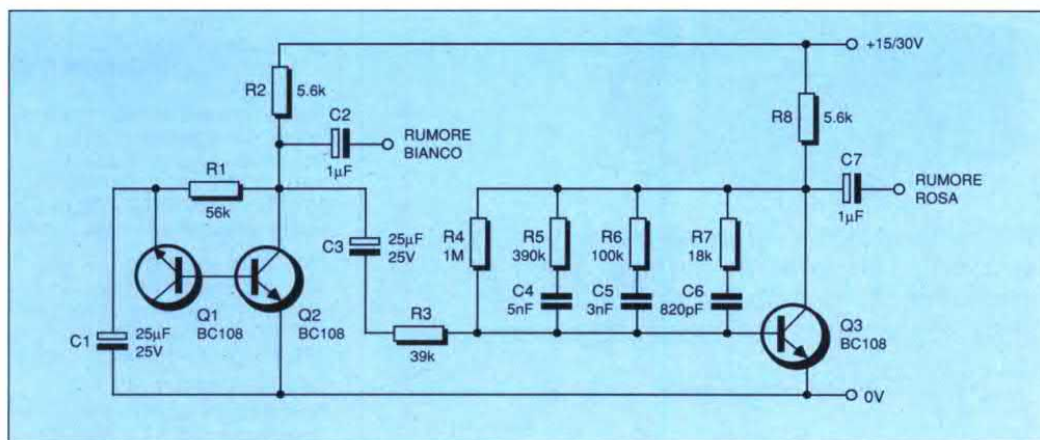 +15/30V
R2
5.6k
R8
5.6k
C2
1µF
RUMORE
BIANCO
R1
56k
C7
1µF
RUMORE
ROSA
C3
25µF
25V
R4
1M
R5
390k
R6
100k
R7
18k
C4
5nF
C5
3nF
C6
820pF
Q1
BC108
Q2
BC108
Q3
BC108
C1
25µF
25V
R3
39k
0V